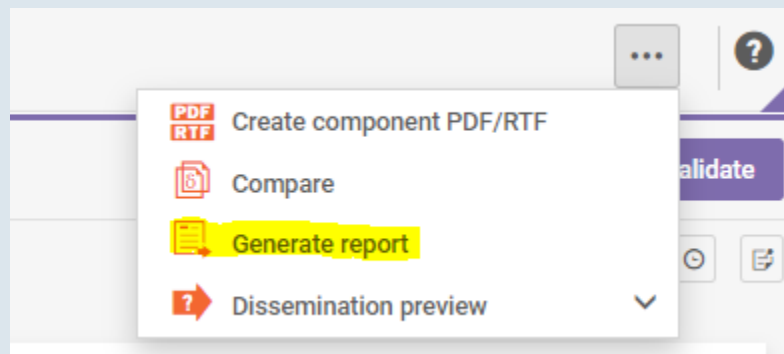 ...
?
PDF
RTF
Create component PDF/RTF
δ
Compare
alidate
Generate report
?
Dissemination preview